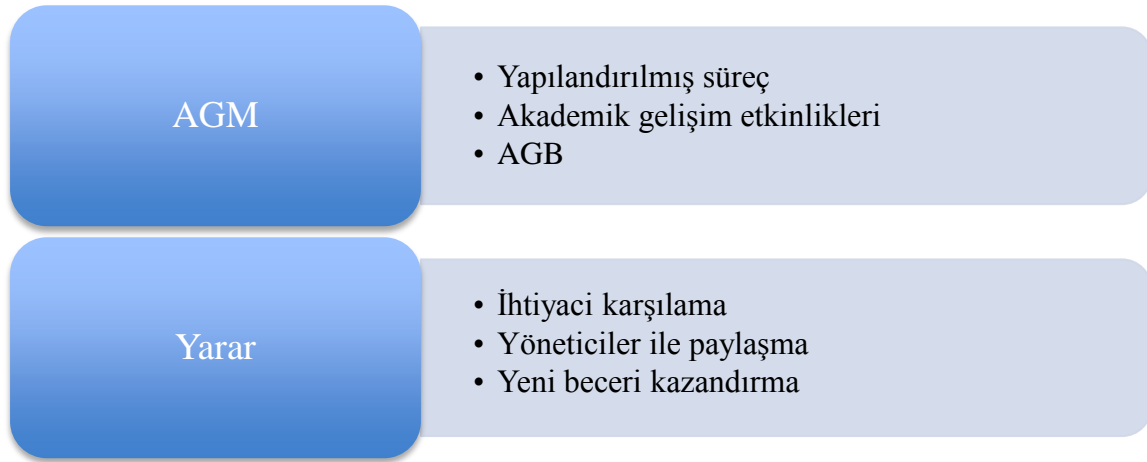 AGM
• Yapılandırılmış süreç
• Akademik gelişim etkinlikleri
• AGB
Yarar
• İhtiyaci karşılama
• Yöneticiler ile paylaşma
• Yeni beceri kazandırma